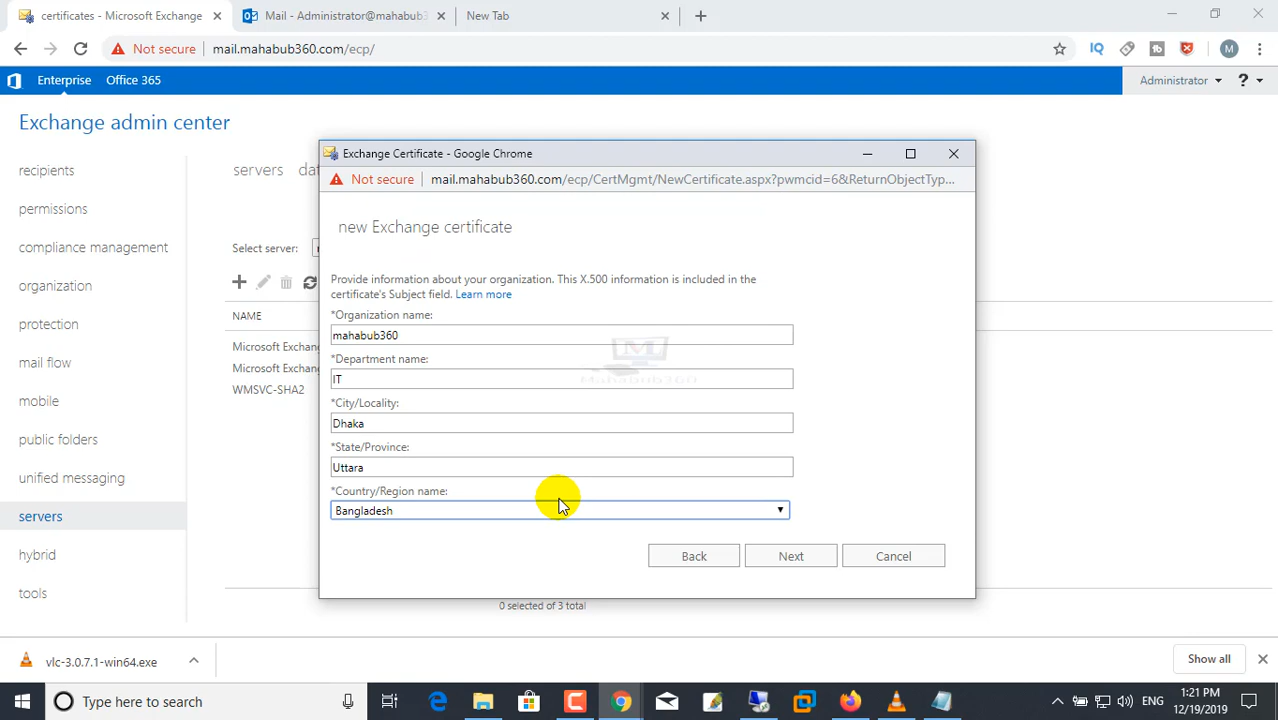 certificates - Microsoft Exchange
Mail - Administrator@mahabub3
New Tab
Not secure
mail.mahabub360.com/ecp/
IQ
M
Enterprise
Office 365
Administrator
?
Exchange admin center
recipients
permissions
compliance management
organization
protection
mail flow
mobile
public folders
unified messaging
servers
hybrid
tools
servers
Select server:
NAME
Microsoft Exchan
Microsoft Exchan
WMSVC-SHA2
0 selected of 3 total
Exchange Certificate - Google Chrome
Not secure
mail.mahabub360.com/ecp/CertMgmt/NewCertificate.aspx?pwmcid=6&ReturnObjectTyp...
new Exchange certificate
Provide information about your organization. This X.500 information is included in the
certificate's Subject field. Learn more
*Organization name:
mahabub360
*Department name:
IT
Mahabub360
*City/Locality:
Dhaka
*State/Province:
Uttara
*Country/Region name:
Bangladesh
Back
Next
Cancel
vlc-3.0.7.1-win64.exe
Show all
Type here to search
ENG
1:21 PM
12/19/2019